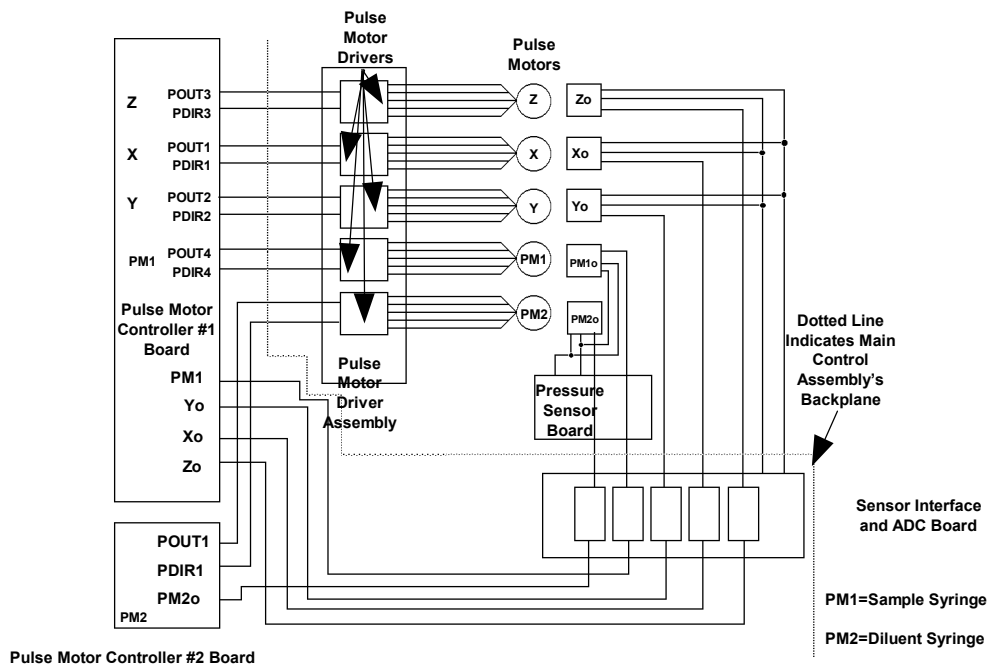 Pulse
Motor
Drivers
Pulse
Motors
Z
POUT3
PDIR3
Z
Zo
X
POUT1
PDIR1
X
Xo
Y
POUT2
PDIR2
Y
Yo
PM1
POUT4
PDIR4
PM1
PM1o
PM2
PM2o
Pulse Motor
Controller #1
Board
Pulse
Motor
Driver
Assembly
Pressure
Sensor
Board
Dotted Line
Indicates Main
Control
Assembly's
Backplane
PM1
Yo
Xo
Zo
Sensor Interface
and ADC Board
POUT1
PDIR1
PM2o
PM2
PM1=Sample Syringe
PM2=Diluent Syringe
Pulse Motor Controller #2 Board